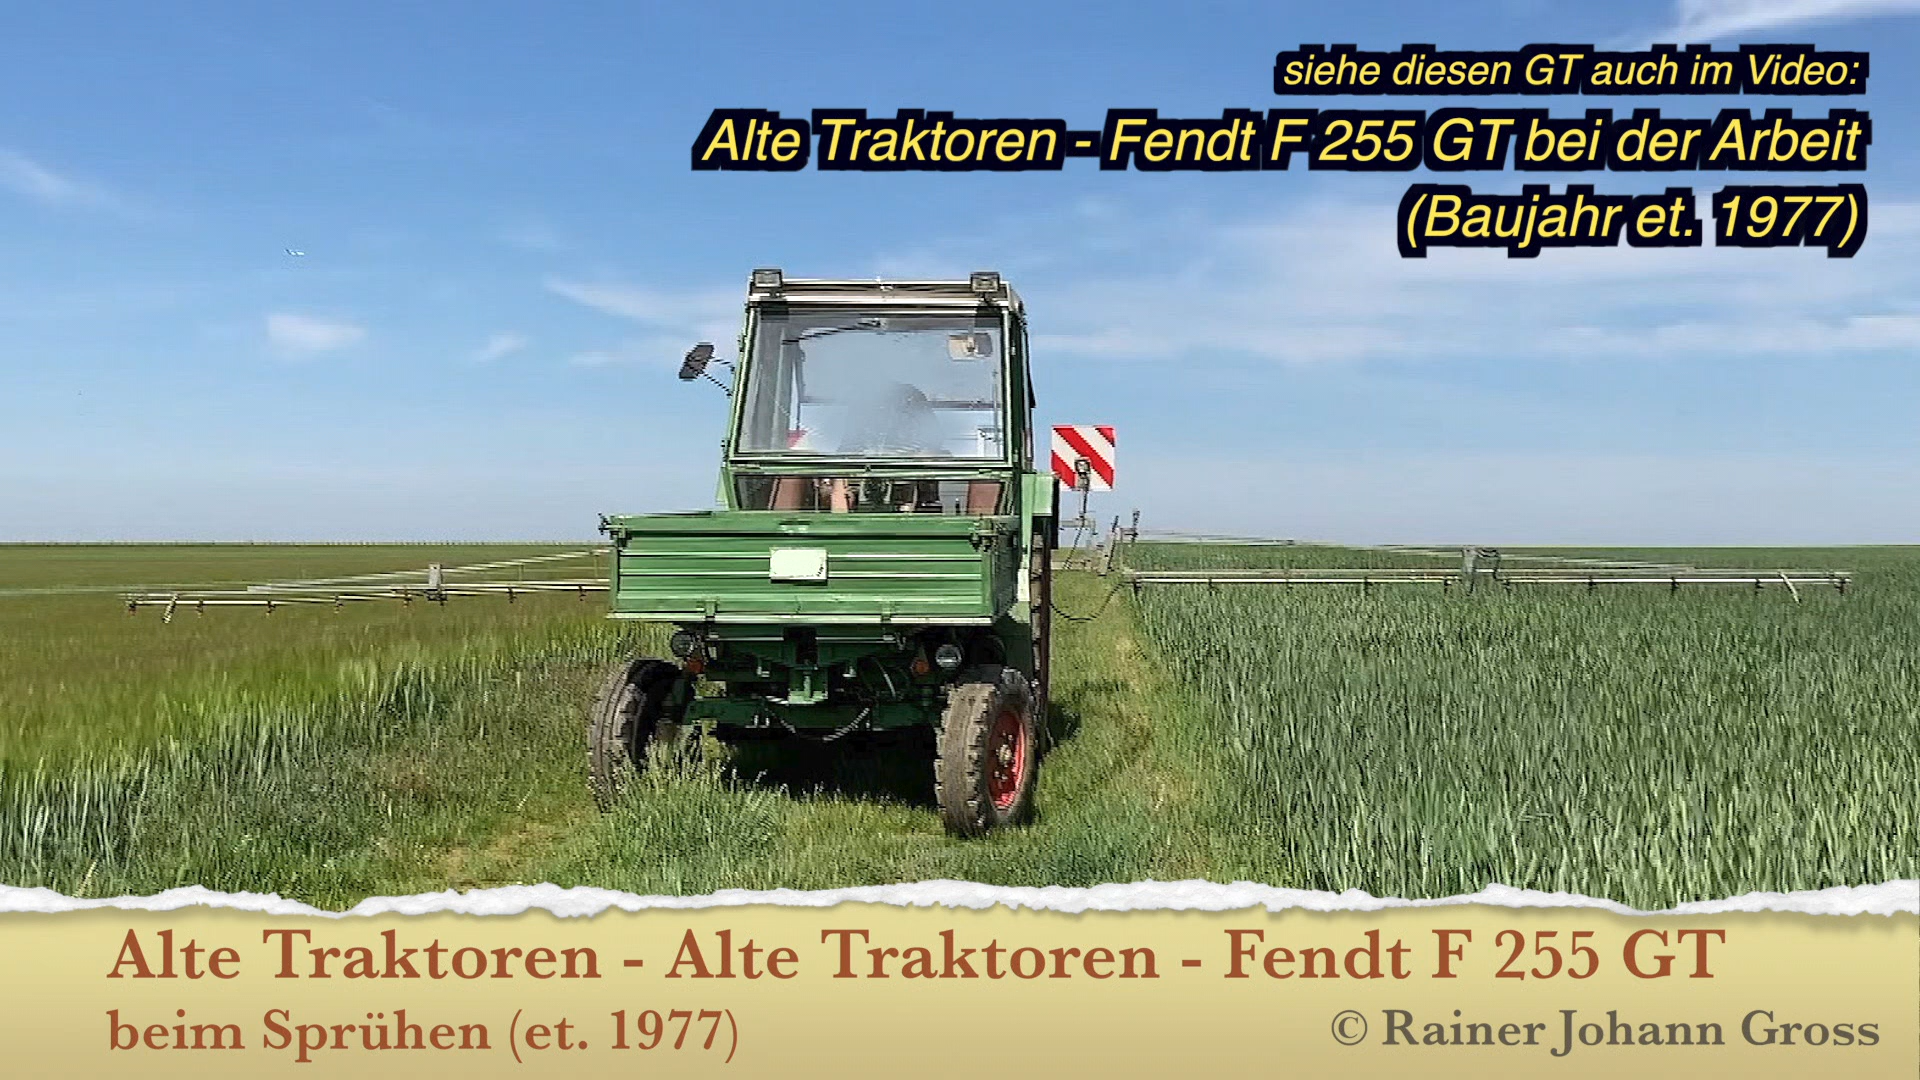 siehe diesen GT auch im Video:
Alte Traktoren - Fendt F 255 GT bei der Arbeit
(Baujahr et. 1977)
Alte Traktoren - Alte Traktoren - Fendt F 255 GT
beim Sprühen (et. 1977)
© Rainer Johann Gross